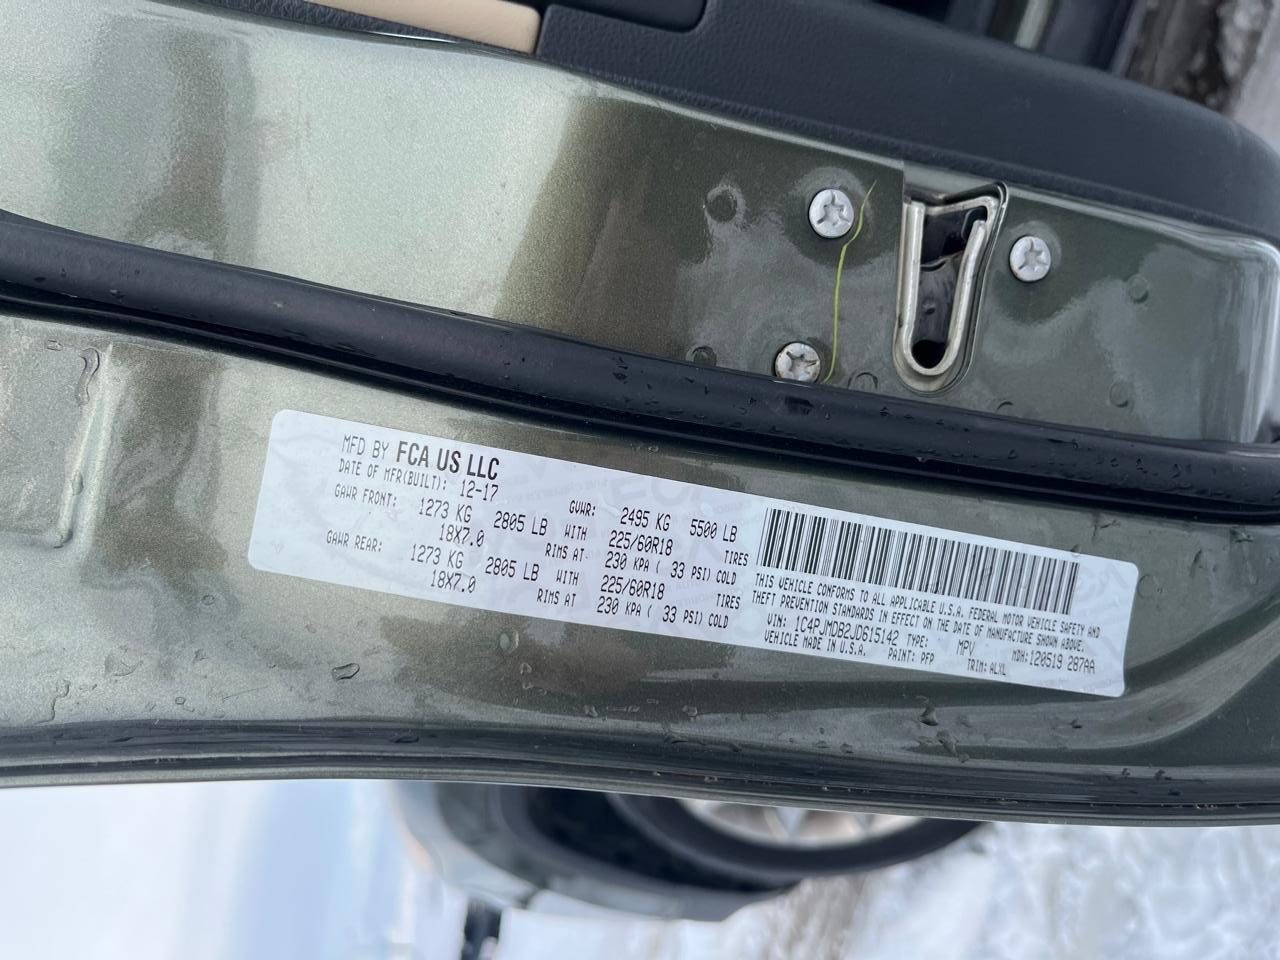 MFD BY FCA US LLC
DATE OF MFR(BUILT): 12-17
GVWR: 2495 KG 5500 LB
GAWR FRONT: 1273 KG 2805 LB WITH 225/60R18 TIRES
18X7.0 RIMS AT 230 KPA ( 33 PSI) COLD
GAWR REAR: 1273 KG 2805 LB WITH 225/60R18 TIRES
18X7.0 RIMS AT 230 KPA ( 33 PSI) COLD
THIS VEHICLE CONFORMS TO ALL APPLICABLE U.S.A. FEDERAL MOTOR VEHICLE SAFETY AND
THEFT PREVENTION STANDARDS IN EFFECT ON THE DATE OF MANUFACTURE SHOWN ABOVE.
VIN: 1C4PJMDB2JD615142 TYPE: MPV MDH:120519 287AA
VEHICLE MADE IN U.S.A. PAINT: PFP TRIM: ALXL